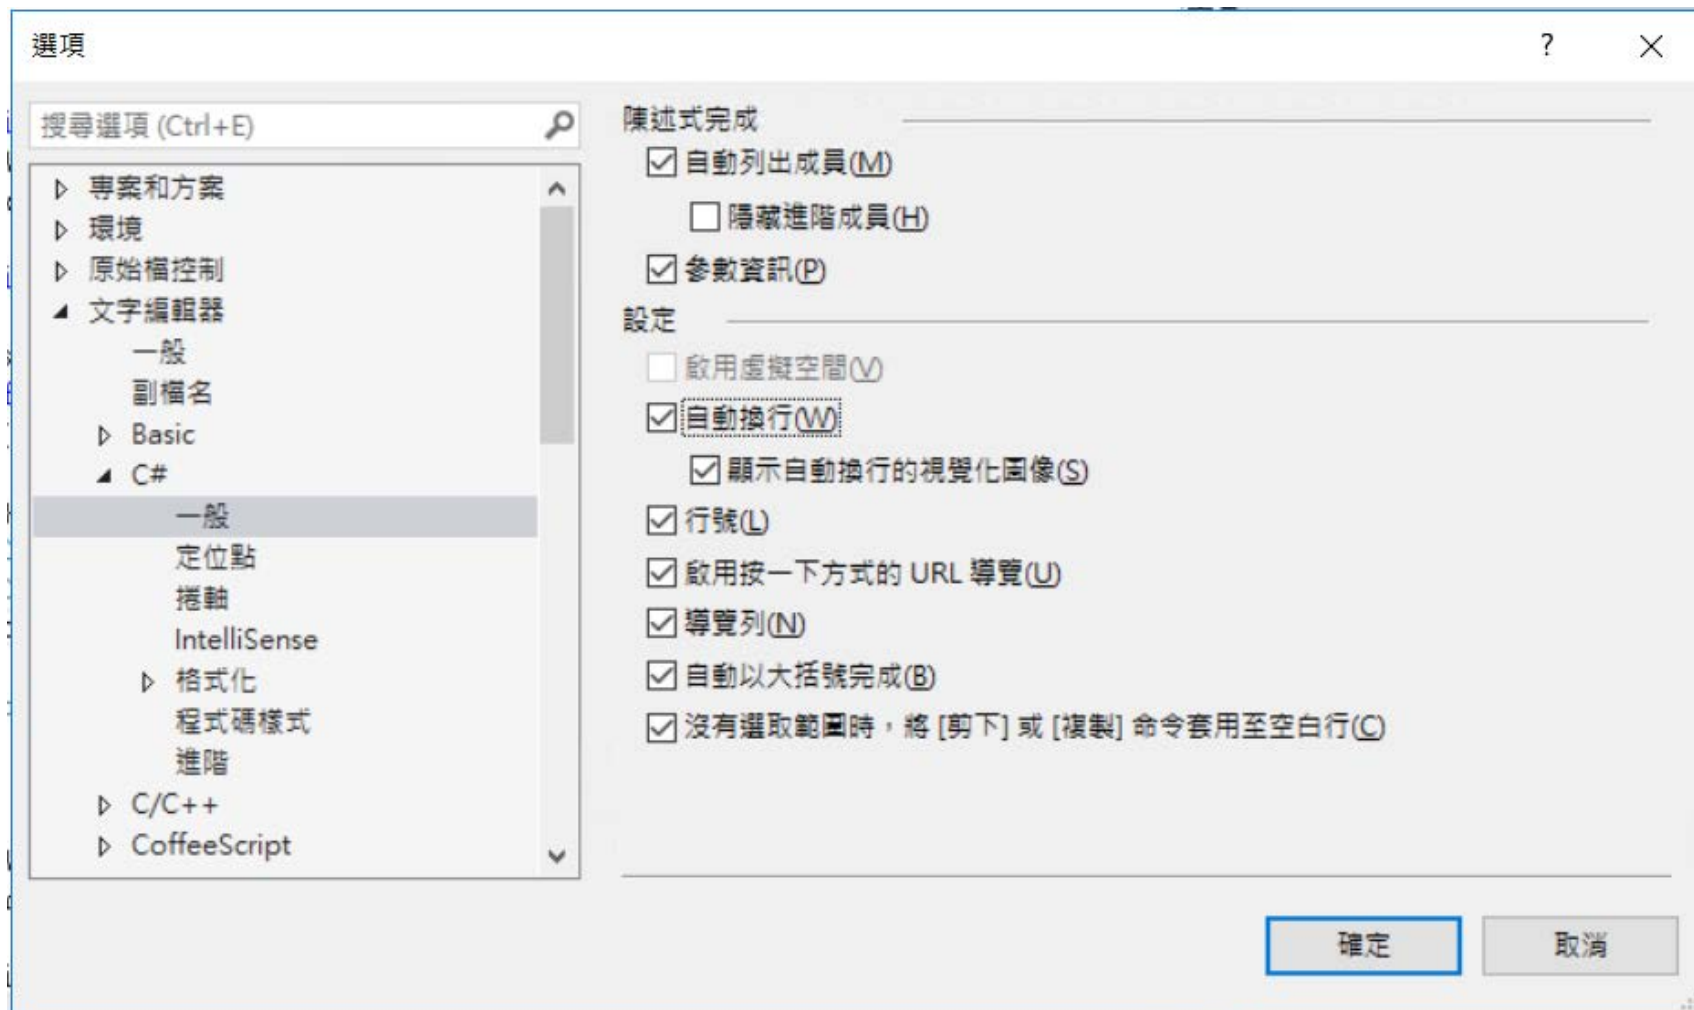 選項
搜尋選項 (Ctrl+E)
專案和方案
環境
原始檔控制
文字編輯器
一般
副檔名
Basic
C#
一般
定位點
捲軸
IntelliSense
格式化
程式碼樣式
進階
C/C++
CoffeeScript
陳述式完成
自動列出成員(M)
隱藏進階成員(H)
參數資訊(P)
設定
啟用虛擬空間(V)
自動換行(W)
顯示自動換行的視覺化圖像(S)
行號(L)
啟用按一下方式的 URL 導覽(U)
導覽列(N)
自動以大括號完成(B)
沒有選取範圍時，將 [剪下] 或 [複製] 命令套用至空白行(C)
確定
取消